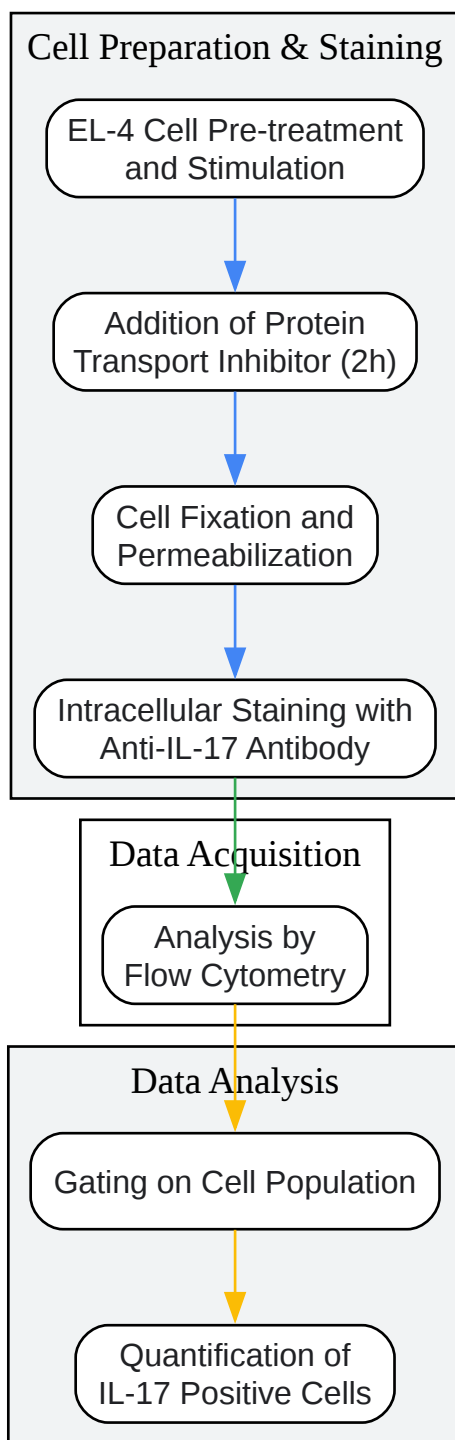 Cell Preparation & Staining
EL-4 Cell Pre-treatment
and Stimulation
Addition of Protein
Transport Inhibitor (2h)
Cell Fixation and
Permeabilization
Intracellular Staining with
Anti-IL-17 Antibody
Data Acquisition
Analysis by
Flow Cytometry
Data Analysis
Gating on Cell Population
Quantification of
IL-17 Positive Cells